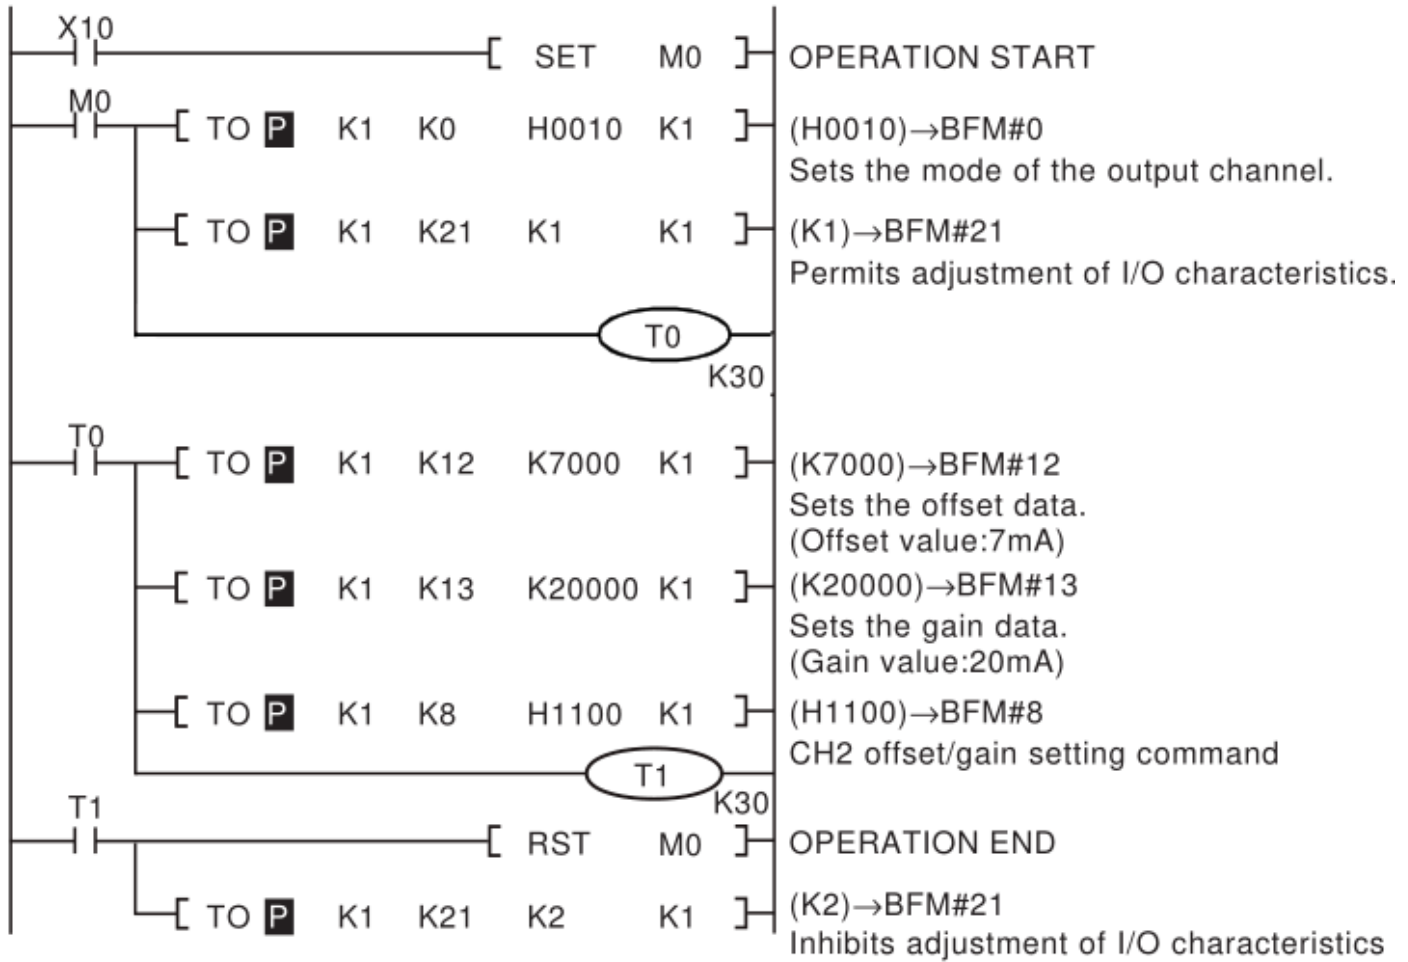 X10
[ SET M0 ] OPERATION START
M0
[ TO P K1 K0 H0010 K1 ] (H0010)→BFM#0
Sets the mode of the output channel.
[ TO P K1 K21 K1 K1 ] (K1)→BFM#21
Permits adjustment of I/O characteristics.
T0
K30
T0
[ TO P K1 K12 K7000 K1 ] (K7000)→BFM#12
Sets the offset data.
(Offset value:7mA)
[ TO P K1 K13 K20000 K1 ] (K20000)→BFM#13
Sets the gain data.
(Gain value:20mA)
[ TO P K1 K8 H1100 K1 ] (H1100)→BFM#8
CH2 offset/gain setting command
T1
K30
T1
[ RST M0 ] OPERATION END
[ TO P K1 K21 K2 K1 ] (K2)→BFM#21
Inhibits adjustment of I/O characteristics